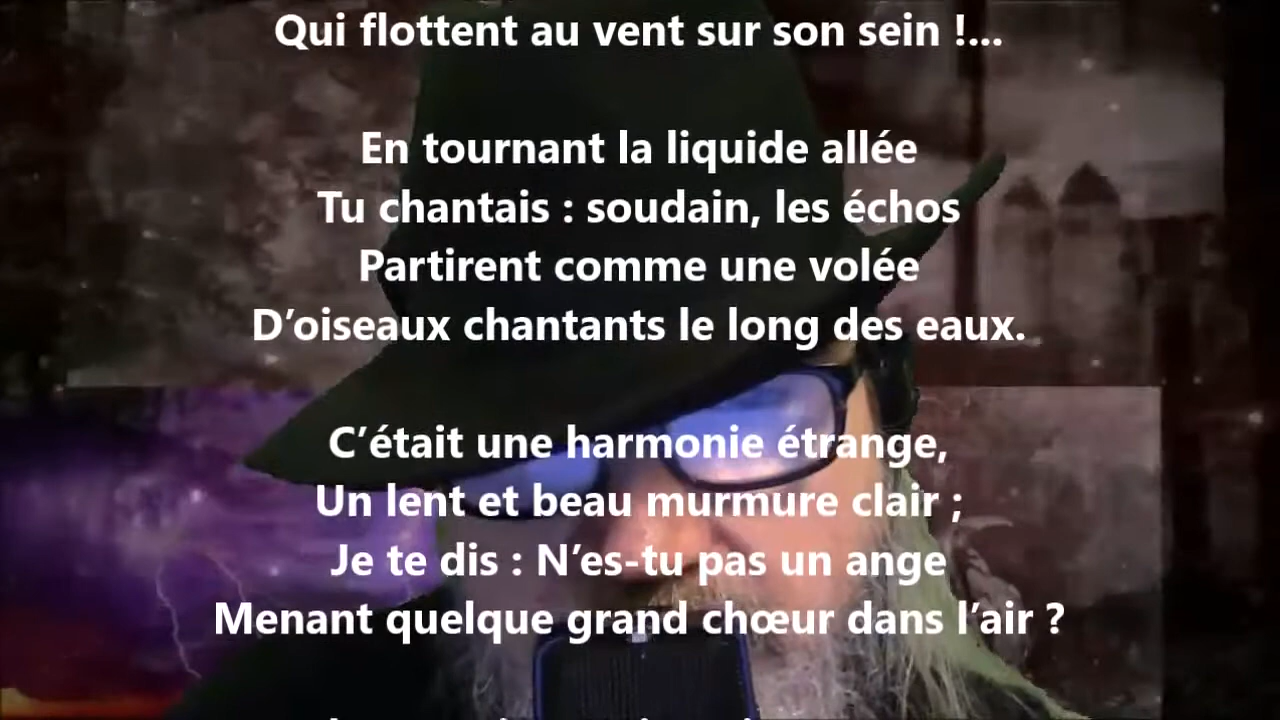 Qui flottent au vent sur son sein !...
En tournant la liquide allée
Tu chantais : soudain, les échos
Partirent comme une volée
D’oiseaux chantants le long des eaux.
C’était une harmonie étrange,
Un lent et beau murmure clair ;
Je te dis : N’es-tu pas un ange
Menant quelque grand chœur dans l’air ?